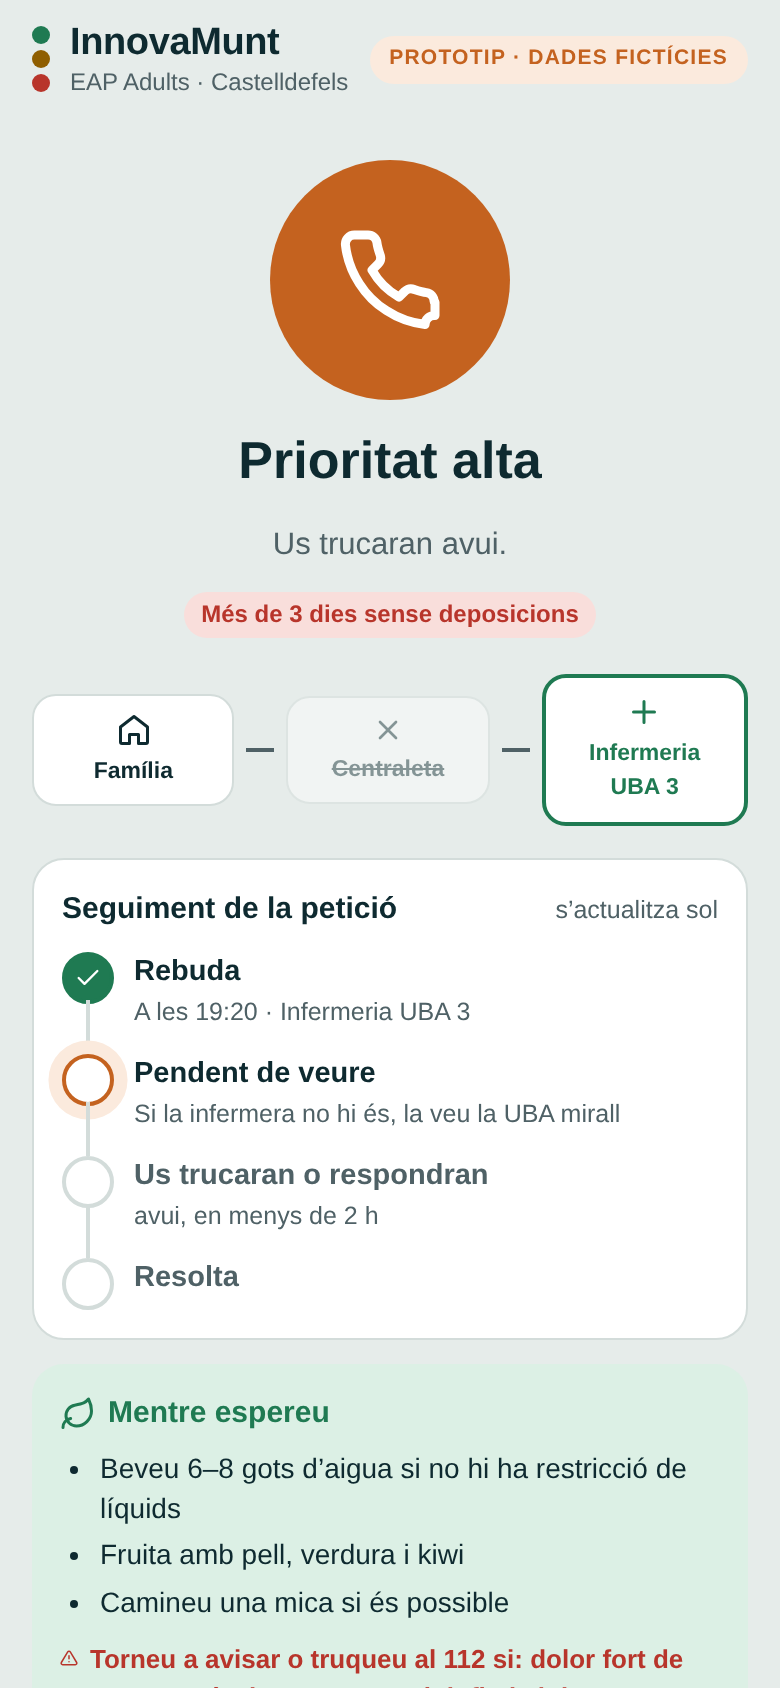 InnovaMunt
EAP Adults · Castelldefels
PROTOTIP · DADES FICTÍCIES
Prioritat alta
Us trucaran avui.
Més de 3 dies sense deposicions
Família
Centraleta
Infermeria
UBA 3
Seguiment de la petició
s’actualitza sol
Rebuda
A les 19:20 · Infermeria UBA 3
Pendent de veure
Si la infermera no hi és, la veu la UBA mirall
Us trucaran o respondran
avui, en menys de 2 h
Resolta
Mentre espereu
• Beveu 6–8 gots d’aigua si no hi ha restricció de
líquids
• Fruita amb pell, verdura i kiwi
• Camineu una mica si és possible
Torneu a avisar o truqueu al 112 si: dolor fort de